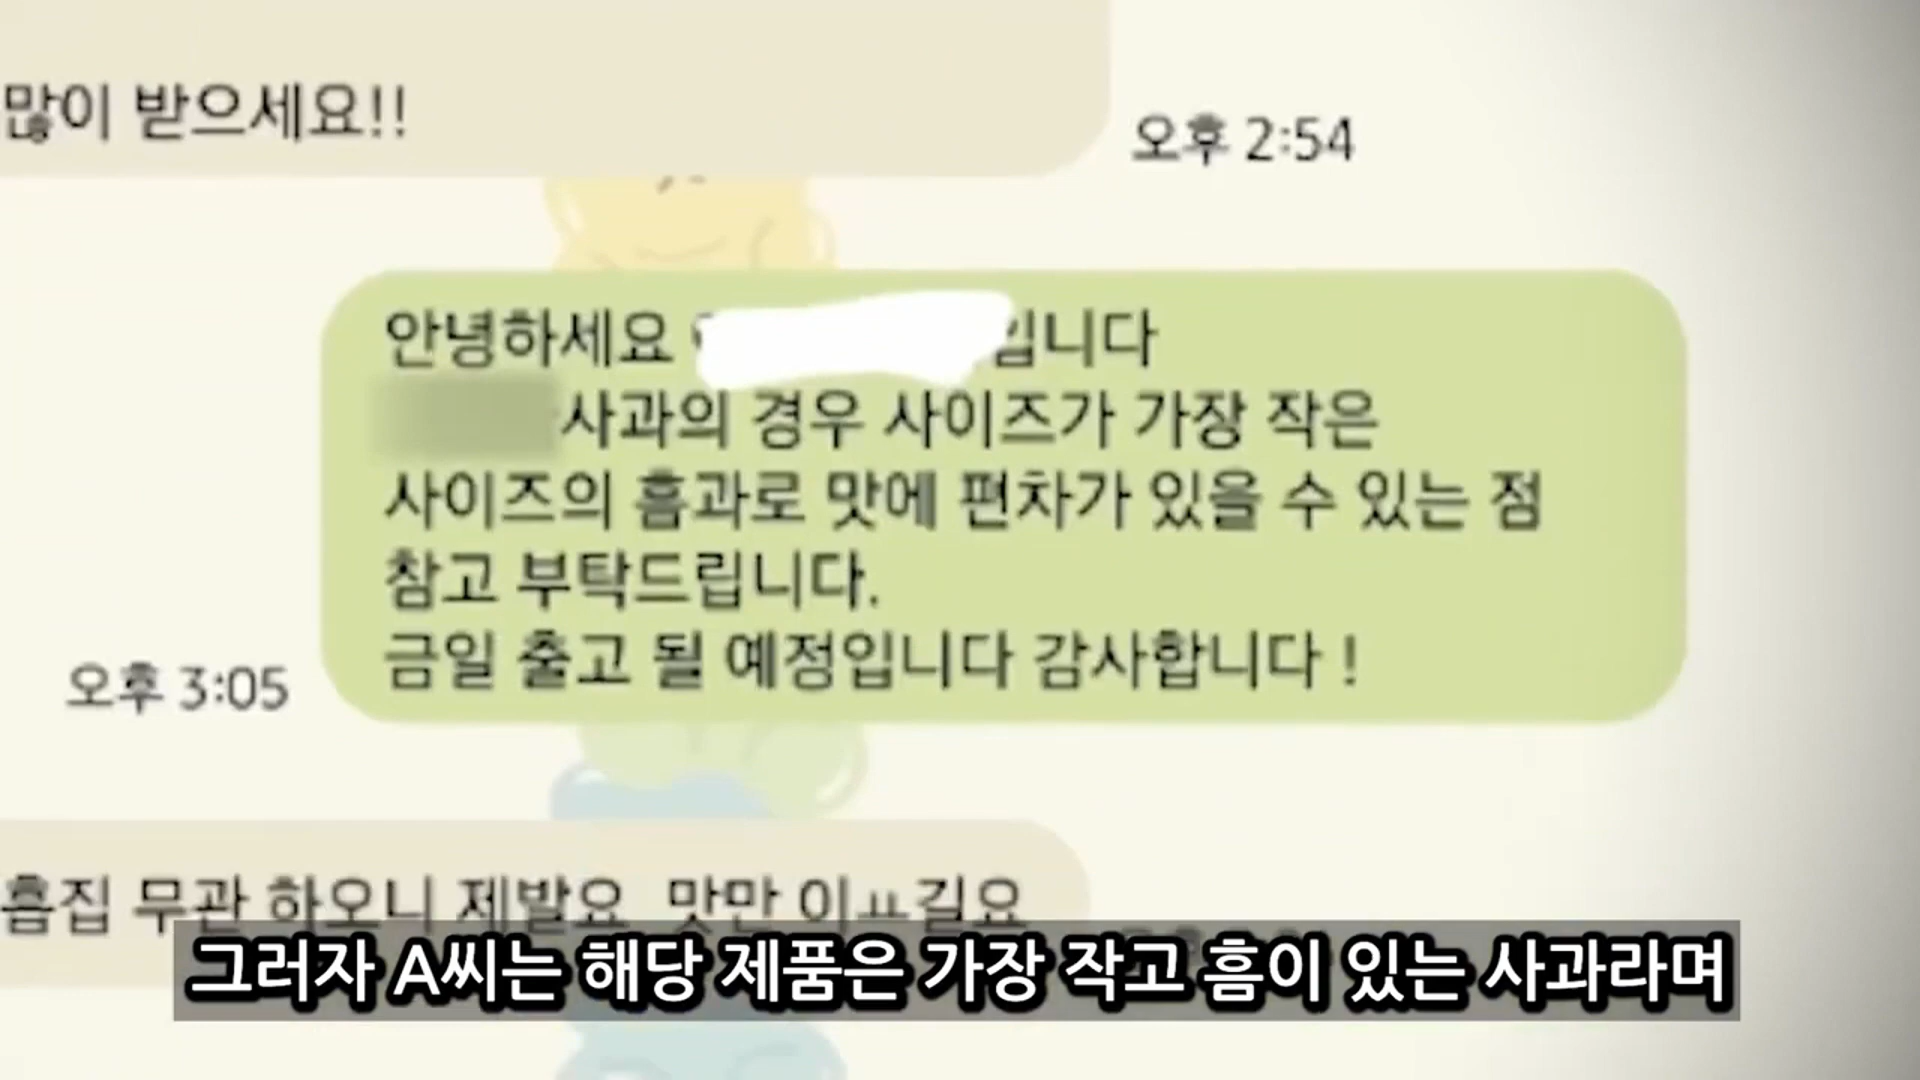 많이 받으세요!!
오후 2:54
안녕하세요 입니다
사과의 경우 사이즈가 가장 작은
사이즈의 흠과로 맛에 편차가 있을 수 있는 점
참고 부탁드립니다.
금일 출고 될 예정입니다 감사합니다 !
오후 3:05
흠집 무관 하오니 제발요 맛만 이ㅛ길요
그러자 A씨는 해당 제품은 가장 작고 흠이 있는 사과라며